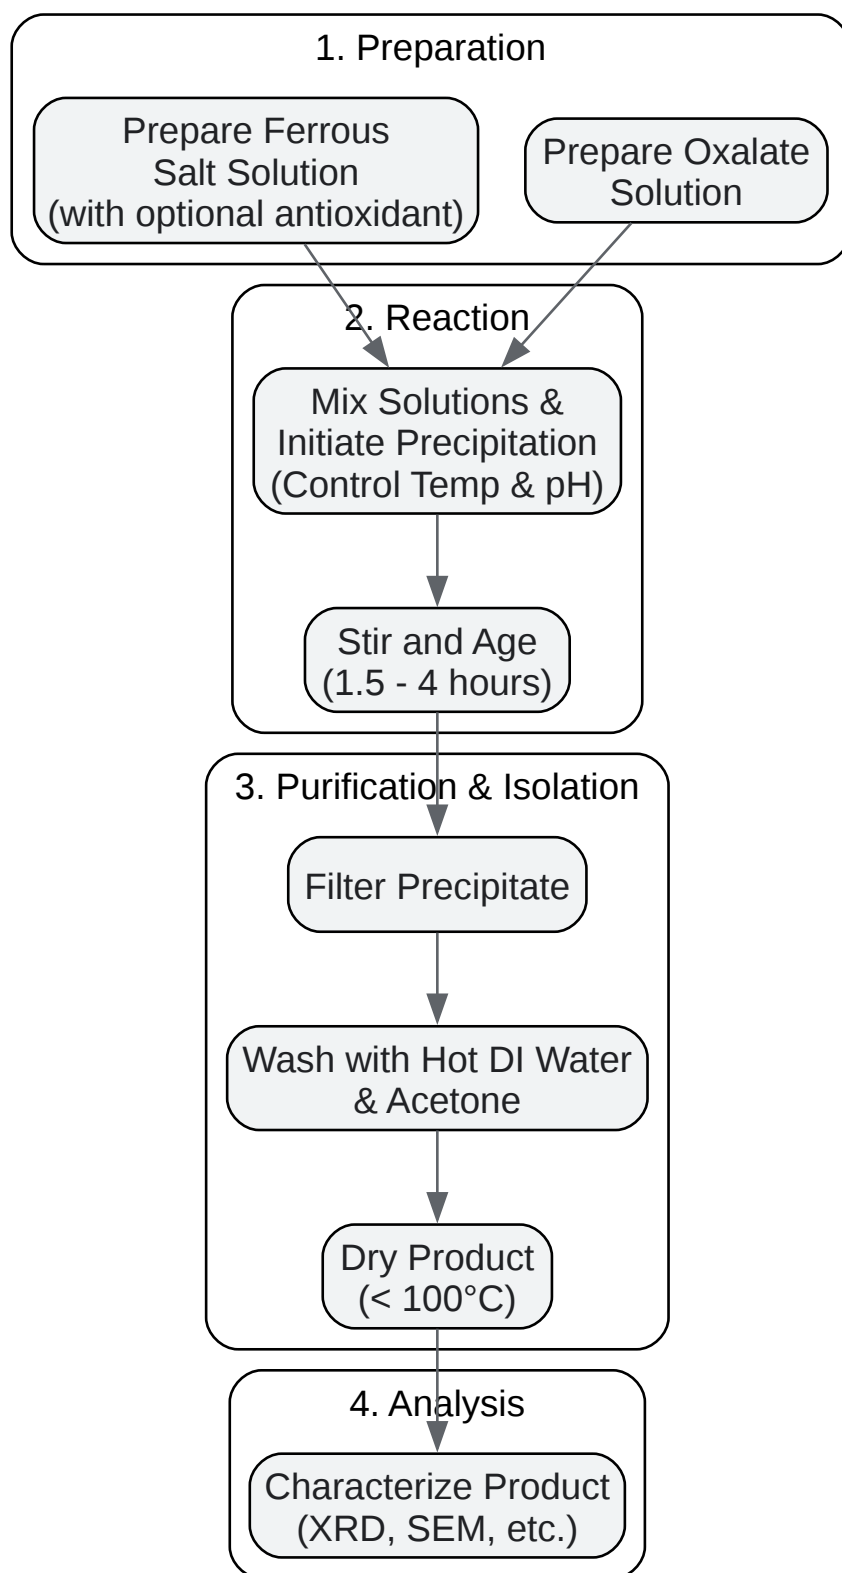 1. Preparation
Prepare Ferrous
Salt Solution
(with optional antioxidant)
Prepare Oxalate
Solution
2. Reaction
Mix Solutions &
Initiate Precipitation
(Control Temp & pH)
Stir and Age
(1.5 - 4 hours)
3. Purification & Isolation
Filter Precipitate
Wash with Hot DI Water
& Acetone
Dry Product
(< 100°C)
4. Analysis
Characterize Product
(XRD, SEM, etc.)